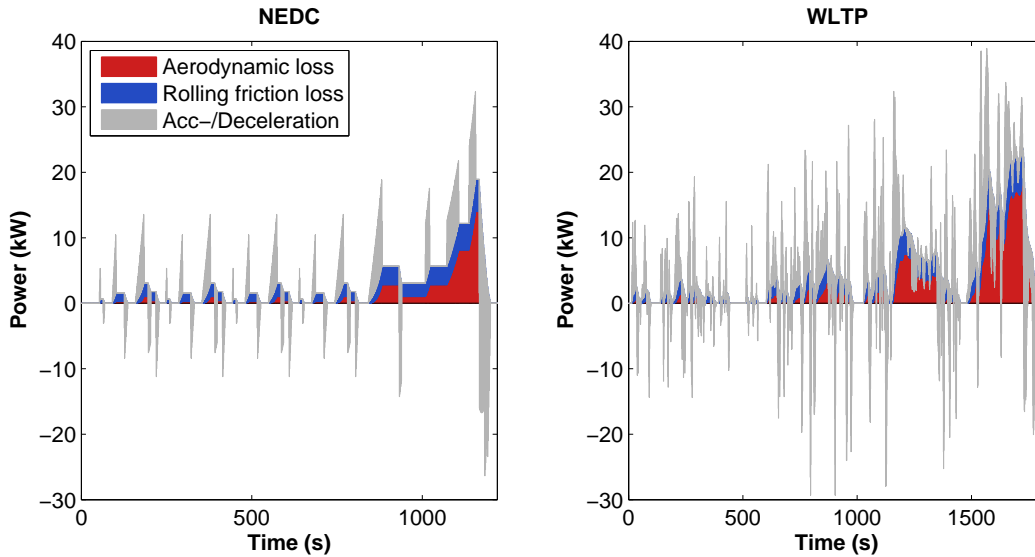 NEDC
40
30
20
10
0
−10
−20
−30
Power (kW)
Aerodynamic loss
Rolling friction loss
Acc−/Deceleration
0
500
1000
Time (s)
WLTP
40
30
20
10
0
−10
−20
−30
Power (kW)
0
500
1000
1500
Time (s)